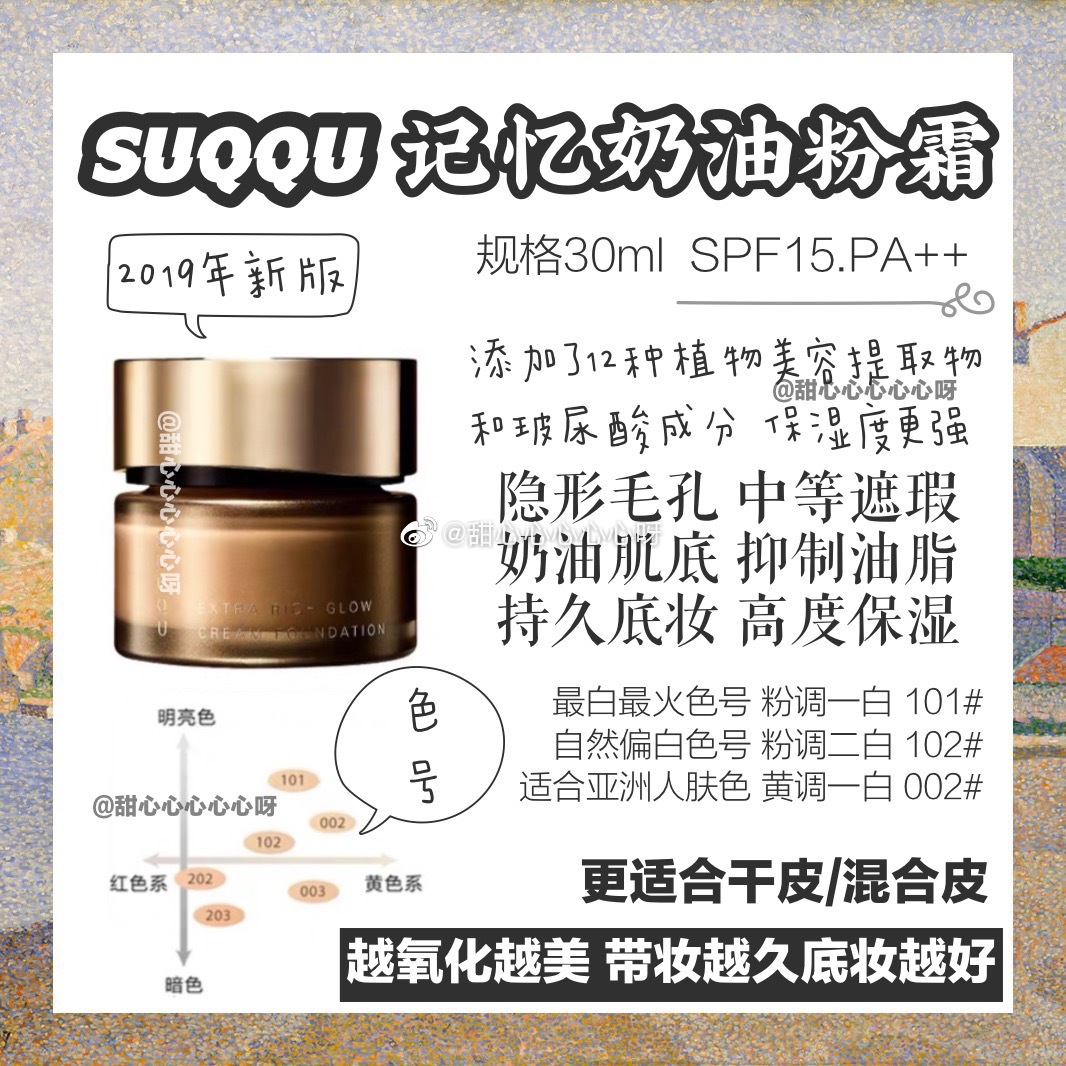 SUQQU 记忆奶油粉霜
2019年新版
规格30ml SPF15.PA++
添加了12种植物美容提取物
@甜心心心心心呀
和玻尿酸成分 保湿度更强
@甜心心心心心呀
隐形毛孔 中等遮瑕
@甜心心心心心呀
奶油肌底 抑制油脂
持久底妆 高度保湿
GLOW
CREAM FOUNDATION
色号
最白最火色号 粉调一白 101#
自然偏白色号 粉调二白 102#
适合亚洲人肤色 黄调一白 002#
明亮色
101
@甜心心心心心呀
002
102
红色系
202
003
黄色系
203
暗色
更适合干皮/混合皮
越氧化越美 带妆越久底妆越好